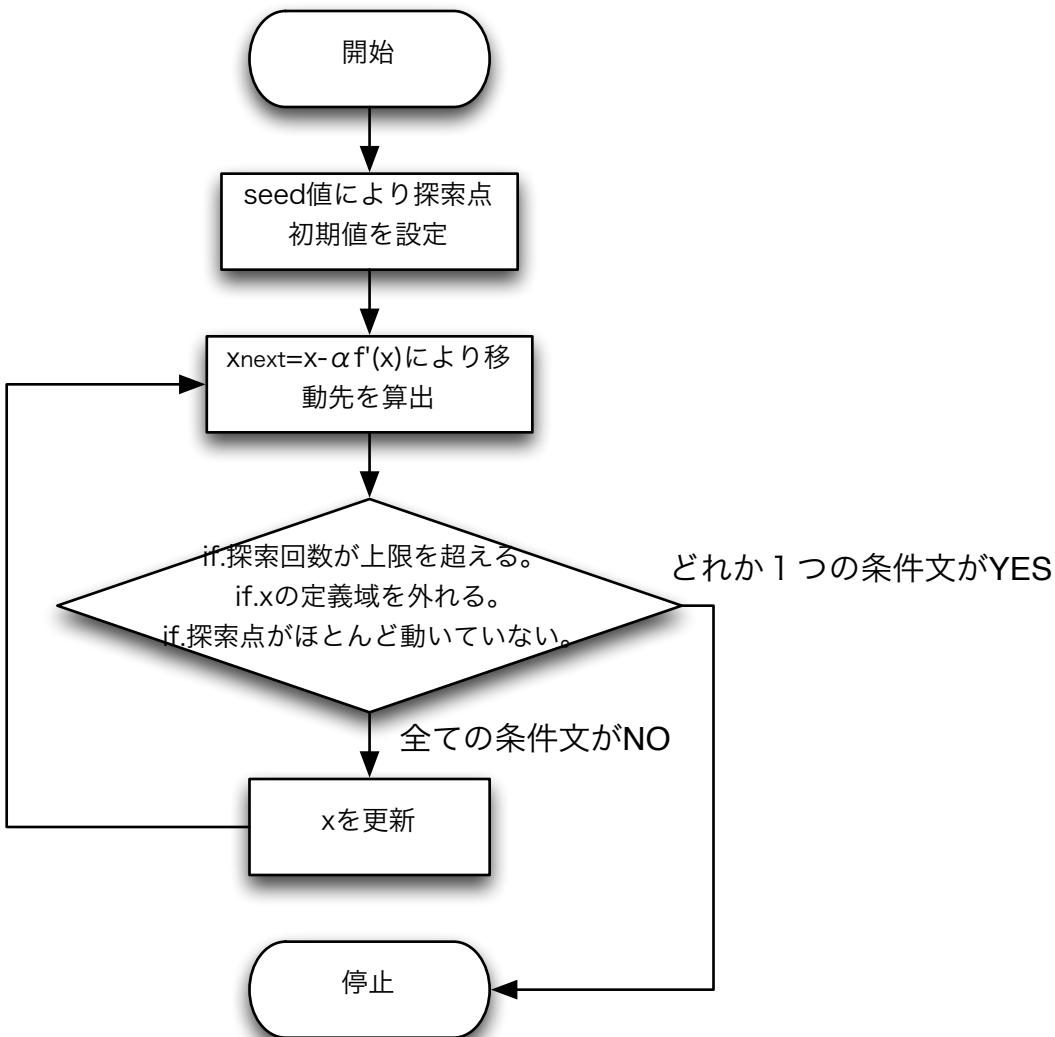 開始
seed値により探索点
初期値を設定
xnext=x-αf'(x)により移
動先を算出
if.探索回数が上限を超える。
if.xの定義域を外れる。
if.探索点がほとんど動いていない。
どれか１つの条件文がYES
全ての条件文がNO
xを更新
停止